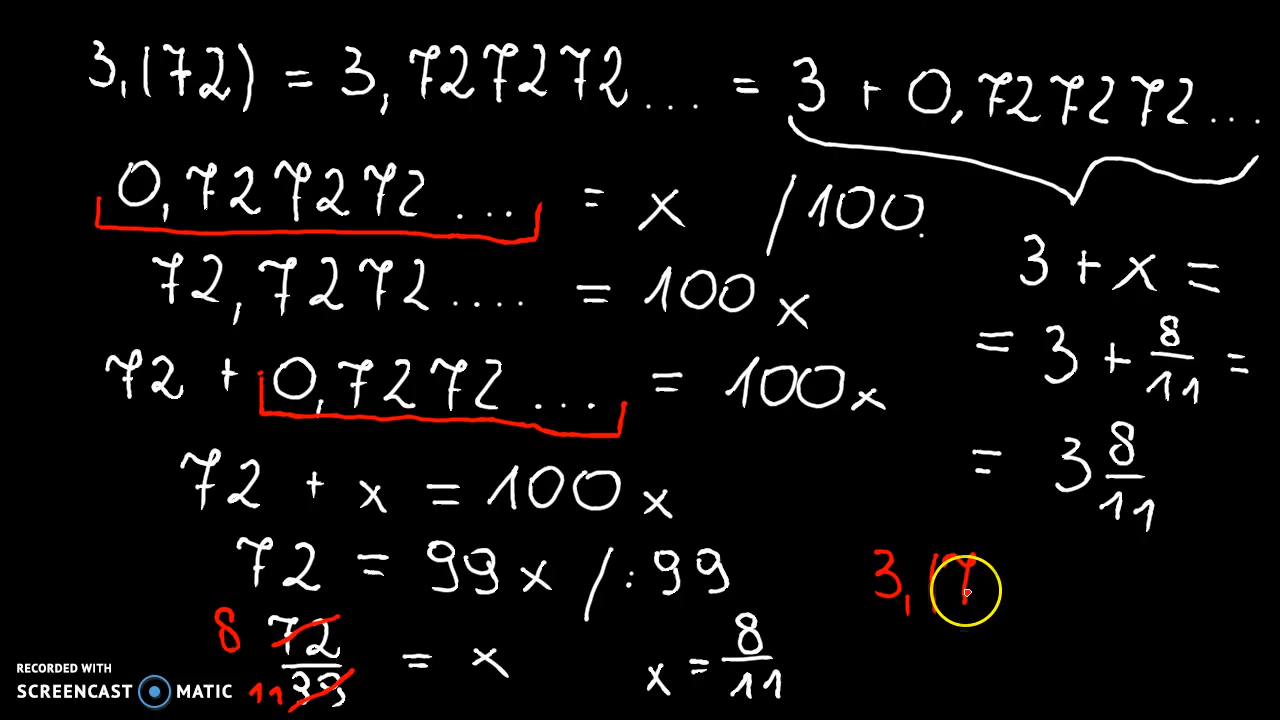 3,(72) = 3,727272... = 3 + 0,727272...
0,727272... = x /100.
72,7272.... = 100x
72 + 0,7272... = 100x
72 + x = 100x
72 = 99x /:99
8 72/99 11 = x x = 8/11
3 + x =
= 3 + 8/11 =
= 3 8/11
3,(7
RECORDED WITH
SCREENCAST MATIC